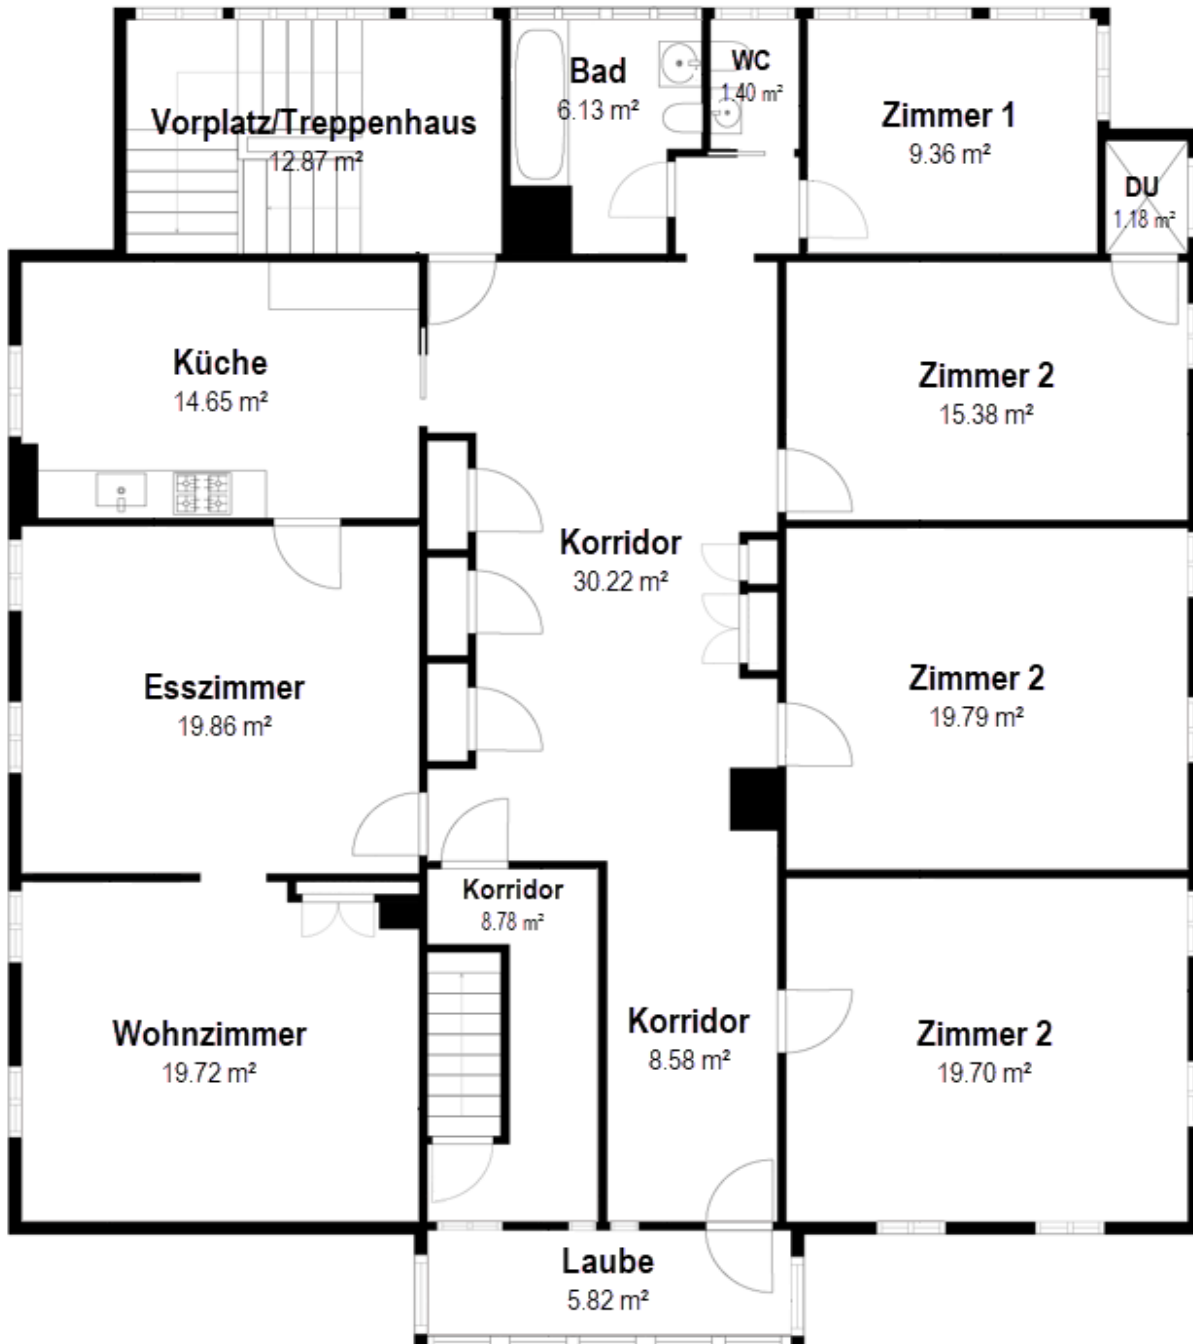 Bad
6.13 m²
WC
1.40 m²
Vorplatz/Treppenhaus
12.87 m²
Zimmer 1
9.36 m²
DU
1.18 m²
Küche
14.65 m²
Zimmer 2
15.38 m²
Korridor
30.22 m²
Esszimmer
19.86 m²
Zimmer 2
19.79 m²
Korridor
8.78 m²
Wohnzimmer
19.72 m²
Korridor
8.58 m²
Zimmer 2
19.70 m²
Laube
5.82 m²